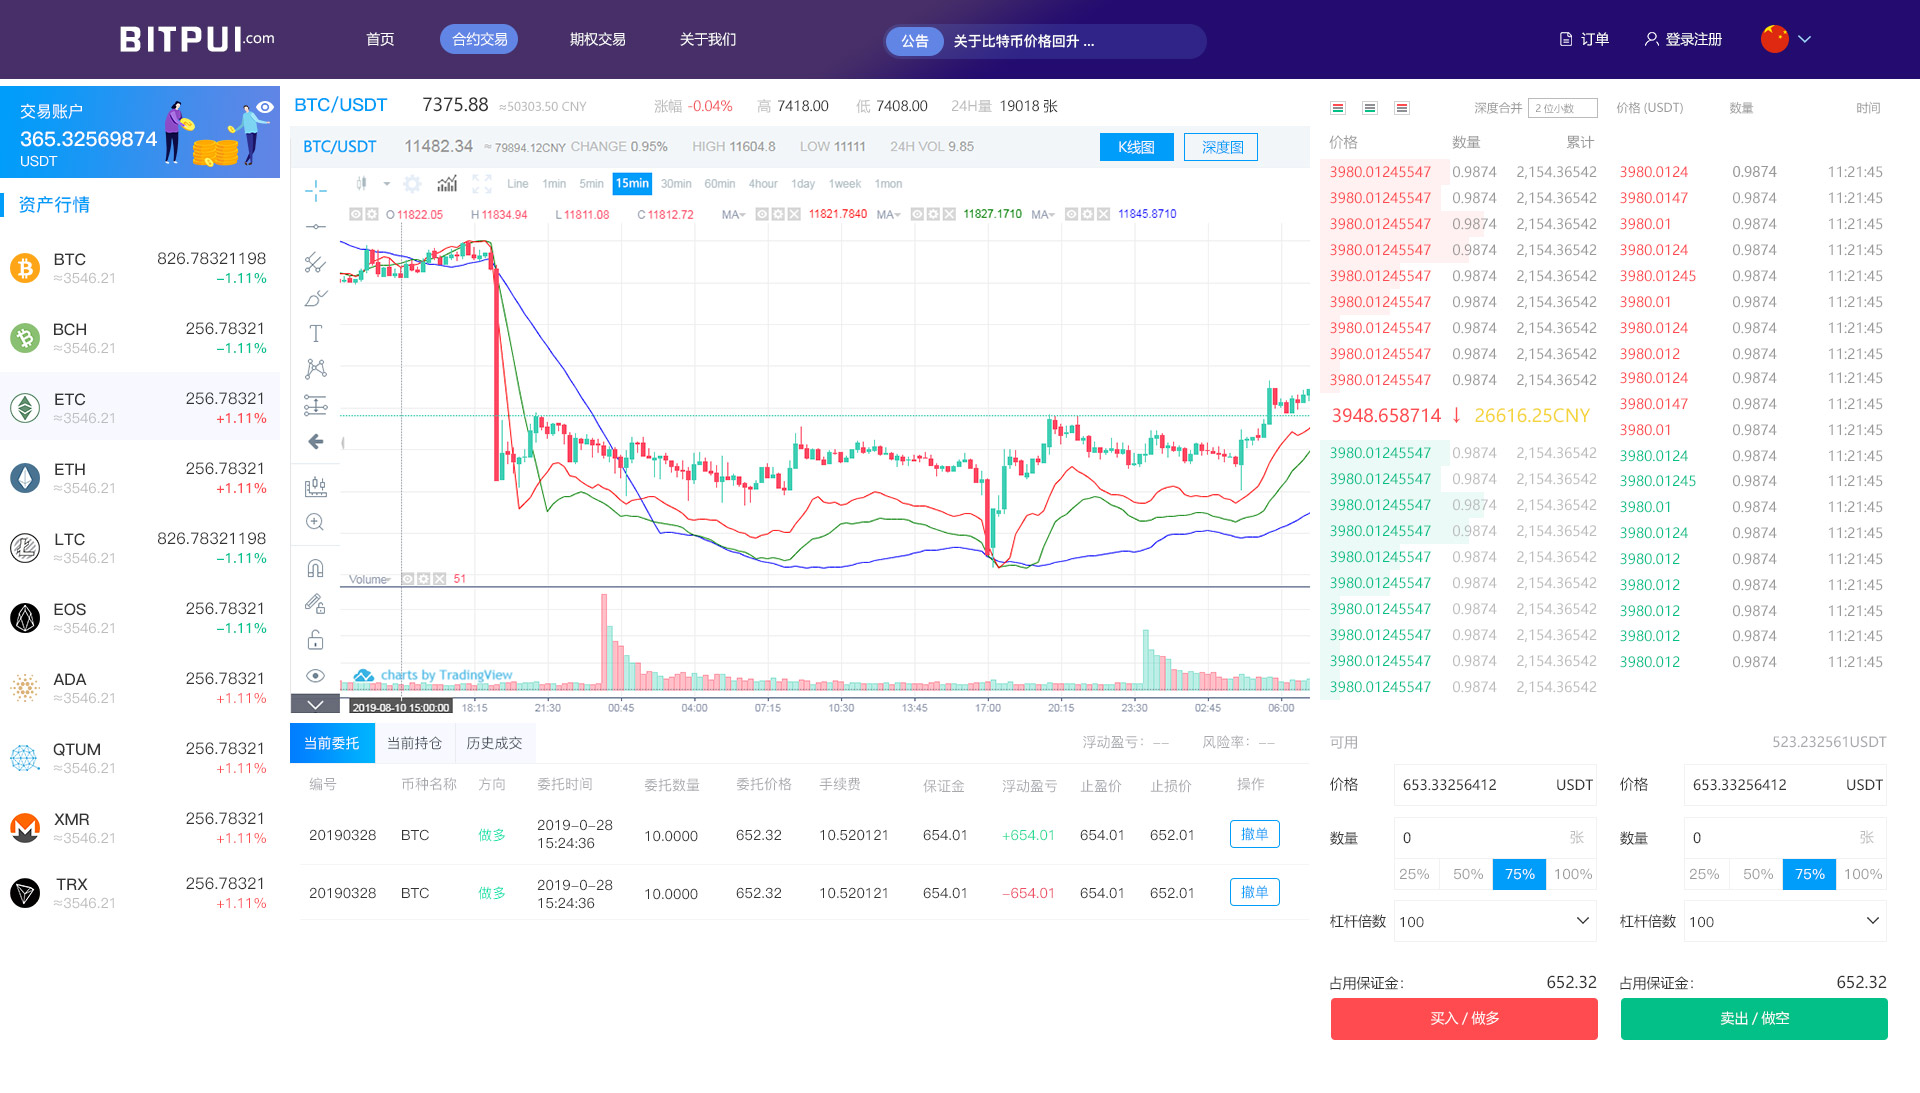 BITPUI.com 首页 合约交易 期权交易 关于我们 公告 关于比特币价格回升 ... 订单 登录注册
交易账户
365.32569874
USDT
资产行情
BTC 826.78321198
≈3546.21 −1.11%
BCH 256.78321
≈3546.21 −1.11%
ETC 256.78321
≈3546.21 +1.11%
ETH 256.78321
≈3546.21 +1.11%
LTC 826.78321198
≈3546.21 −1.11%
EOS 256.78321
≈3546.21 −1.11%
ADA 256.78321
≈3546.21 +1.11%
QTUM 256.78321
≈3546.21 +1.11%
XMR 256.78321
≈3546.21 +1.11%
TRX 256.78321
≈3546.21 +1.11%
BTC/USDT 7375.88 ≈50303.50 CNY 涨幅 -0.04% 高 7418.00 低 7408.00 24H量 19018 张
BTC/USDT 11482.34 ≈ 79894.12CNY CHANGE 0.95% HIGH 11604.8 LOW 11111 24H VOL 9.85 K线图 深度图
Line 1min 5min 15min 30min 60min 4hour 1day 1week 1mon
O 11822.05 H 11834.94 L 11811.08 C 11812.72 MA 11821.7840 MA 11827.1710 MA 11845.8710
Volume 51
charts by TradingView
2019-08-10 15:00:00 18:15 21:30 00:45 04:00 07:15 10:30 13:45 17:00 20:15 23:30 02:45 06:00
当前委托 当前持仓 历史成交 浮动盈亏: −− 风险率: −−
编号 币种名称 方向 委托时间 委托数量 委托价格 手续费 保证金 浮动盈亏 止盈价 止损价 操作
20190328 BTC 做多 2019−0−28 15:24:36 10.0000 652.32 10.520121 654.01 +654.01 654.01 652.01 撤单
20190328 BTC 做多 2019−0−28 15:24:36 10.0000 652.32 10.520121 654.01 −654.01 654.01 652.01 撤单
深度合并 2 位小数
价格 数量 累计
3980.01245547 0.9874 2,154.36542
3980.01245547 0.9874 2,154.36542
3980.01245547 0.9874 2,154.36542
3980.01245547 0.9874 2,154.36542
3980.01245547 0.9874 2,154.36542
3980.01245547 0.9874 2,154.36542
3980.01245547 0.9874 2,154.36542
3980.01245547 0.9874 2,154.36542
3980.01245547 0.9874 2,154.36542
3948.658714 ↓ 26616.25CNY
3980.01245547 0.9874 2,154.36542
3980.01245547 0.9874 2,154.36542
3980.01245547 0.9874 2,154.36542
3980.01245547 0.9874 2,154.36542
3980.01245547 0.9874 2,154.36542
3980.01245547 0.9874 2,154.36542
3980.01245547 0.9874 2,154.36542
3980.01245547 0.9874 2,154.36542
3980.01245547 0.9874 2,154.36542
3980.01245547 0.9874 2,154.36542
价格 (USDT) 数量 时间
3980.0124 0.9874 11:21:45
3980.0147 0.9874 11:21:45
3980.01 0.9874 11:21:45
3980.0124 0.9874 11:21:45
3980.01245 0.9874 11:21:45
3980.01 0.9874 11:21:45
3980.0124 0.9874 11:21:45
3980.012 0.9874 11:21:45
3980.0124 0.9874 11:21:45
3980.0147 0.9874 11:21:45
3980.01 0.9874 11:21:45
3980.0124 0.9874 11:21:45
3980.01245 0.9874 11:21:45
3980.01 0.9874 11:21:45
3980.0124 0.9874 11:21:45
3980.012 0.9874 11:21:45
3980.012 0.9874 11:21:45
3980.012 0.9874 11:21:45
3980.012 0.9874 11:21:45
3980.012 0.9874 11:21:45
可用 523.232561USDT
价格 653.33256412 USDT
数量 0 张
25% 50% 75% 100%
杠杆倍数 100
占用保证金: 652.32
买入 / 做多
价格 653.33256412 USDT
数量 0 张
25% 50% 75% 100%
杠杆倍数 100
占用保证金: 652.32
卖出 / 做空